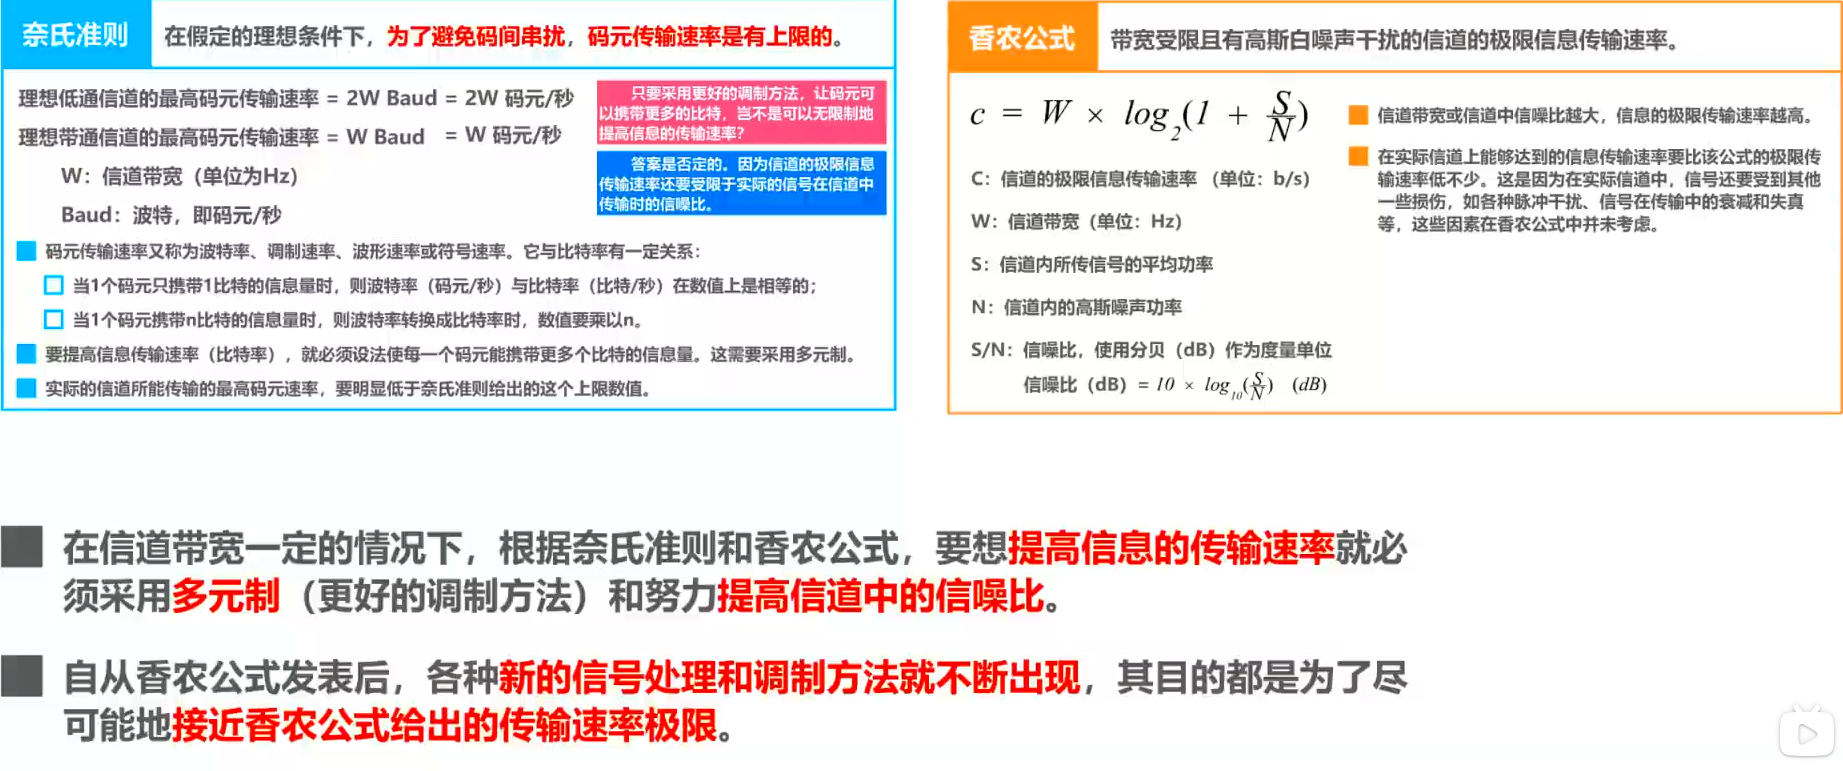 奈氏准则
在假定的理想条件下，为了避免码间串扰，码元传输速率是有上限的。
理想低通信道的最高码元传输速率 = 2W Baud = 2W 码元/秒
理想带通信道的最高码元传输速率 = W Baud = W 码元/秒
W：信道带宽（单位为Hz）
Baud：波特，即码元/秒
只要采用更好的调制方法，让码元可
以携带更多的比特，岂不是可以无限制地
提高信息的传输速率？
答案是否定的。因为信道的极限信息
传输速率还要受限于实际的信号在信道中
传输时的信噪比。
码元传输速率又称为波特率、调制速率、波形速率或符号速率。它与比特率有一定关系：
当1个码元只携带1比特的信息量时，则波特率（码元/秒）与比特率（比特/秒）在数值上是相等的；
当1个码元携带n比特的信息量时，则波特率转换成比特率时，数值要乘以n。
要提高信息传输速率（比特率），就必须设法使每一个码元能携带更多个比特的信息量。这需要采用多元制。
实际的信道所能传输的最高码元速率，要明显低于奈氏准则给出的这个上限数值。
香农公式
带宽受限且有高斯白噪声干扰的信道的极限信息传输速率。
c = W × log₂(1 + S/N)
C：信道的极限信息传输速率 （单位：b/s）
W：信道带宽（单位：Hz）
S：信道内所传信号的平均功率
N：信道内的高斯噪声功率
S/N：信噪比，使用分贝（dB）作为度量单位
信噪比（dB）= 10 × log₁₀(S/N) (dB)
信道带宽或信道中信噪比越大，信息的极限传输速率越高。
在实际信道上能够达到的信息传输速率要比该公式的极限传
输速率低不少。这是因为在实际信道中，信号还要受到其他
一些损伤，如各种脉冲干扰、信号在传输中的衰减和失真
等，这些因素在香农公式中并未考虑。
在信道带宽一定的情况下，根据奈氏准则和香农公式，要想提高信息的传输速率就必
须采用多元制（更好的调制方法）和努力提高信道中的信噪比。
自从香农公式发表后，各种新的信号处理和调制方法就不断出现，其目的都是为了尽
可能地接近香农公式给出的传输速率极限。